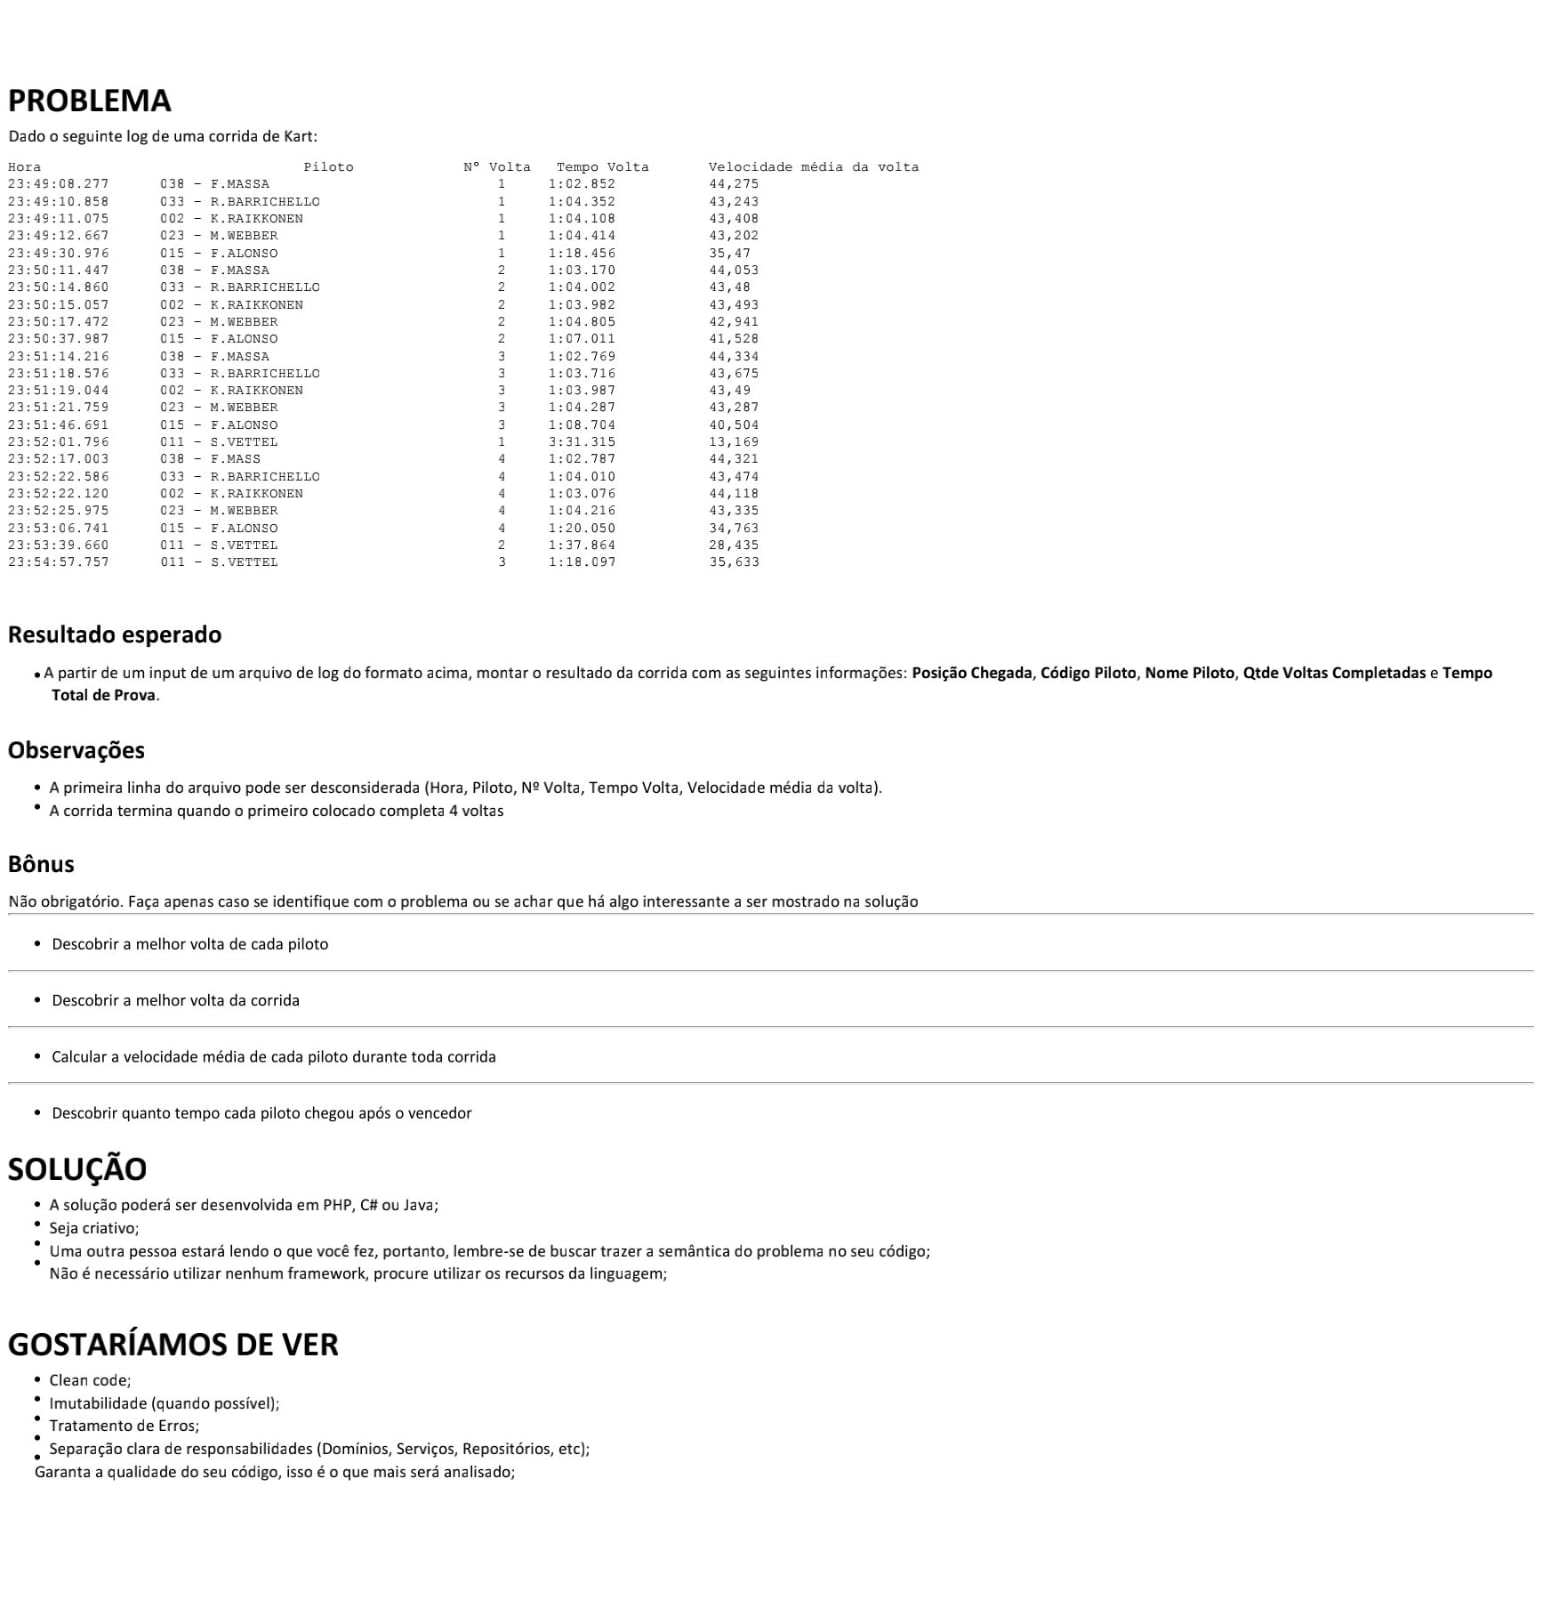 PROBLEMA
Dado o seguinte log de uma corrida de Kart:
Hora Piloto Nº Volta Tempo Volta Velocidade média da volta
23:49:08.277 038 – F.MASSA 1 1:02.852 44,275
23:49:10.858 033 – R.BARRICHELLO 1 1:04.352 43,243
23:49:11.075 002 – K.RAIKKONEN 1 1:04.108 43,408
23:49:12.667 023 – M.WEBBER 1 1:04.414 43,202
23:49:30.976 015 – F.ALONSO 1 1:18.456 35,47
23:50:11.447 038 – F.MASSA 2 1:03.170 44,053
23:50:14.860 033 – R.BARRICHELLO 2 1:04.002 43,48
23:50:15.057 002 – K.RAIKKONEN 2 1:03.982 43,493
23:50:17.472 023 – M.WEBBER 2 1:04.805 42,941
23:50:37.987 015 – F.ALONSO 2 1:07.011 41,528
23:51:14.216 038 – F.MASSA 3 1:02.769 44,334
23:51:18.576 033 – R.BARRICHELLO 3 1:03.716 43,675
23:51:19.044 002 – K.RAIKKONEN 3 1:03.987 43,49
23:51:21.759 023 – M.WEBBER 3 1:04.287 43,287
23:51:46.691 015 – F.ALONSO 3 1:08.704 40,504
23:52:01.796 011 – S.VETTEL 1 3:31.315 13,169
23:52:17.003 038 – F.MASS 4 1:02.787 44,321
23:52:22.586 033 – R.BARRICHELLO 4 1:04.010 43,474
23:52:22.120 002 – K.RAIKKONEN 4 1:03.076 44,118
23:52:25.975 023 – M.WEBBER 4 1:04.216 43,335
23:53:06.741 015 – F.ALONSO 4 1:20.050 34,763
23:53:39.660 011 – S.VETTEL 2 1:37.864 28,435
23:54:57.757 011 – S.VETTEL 3 1:18.097 35,633
Resultado esperado
• A partir de um input de um arquivo de log do formato acima, montar o resultado da corrida com as seguintes informações: Posição Chegada, Código Piloto, Nome Piloto, Qtde Voltas Completadas e Tempo
Total de Prova.
Observações
• A primeira linha do arquivo pode ser desconsiderada (Hora, Piloto, Nº Volta, Tempo Volta, Velocidade média da volta).
• A corrida termina quando o primeiro colocado completa 4 voltas
Bônus
Não obrigatório. Faça apenas caso se identifique com o problema ou se achar que há algo interessante a ser mostrado na solução
• Descobrir a melhor volta de cada piloto
• Descobrir a melhor volta da corrida
• Calcular a velocidade média de cada piloto durante toda corrida
• Descobrir quanto tempo cada piloto chegou após o vencedor
SOLUÇÃO
• A solução poderá ser desenvolvida em PHP, C# ou Java;
• Seja criativo;
• Uma outra pessoa estará lendo o que você fez, portanto, lembre-se de buscar trazer a semântica do problema no seu código;
• Não é necessário utilizar nenhum framework, procure utilizar os recursos da linguagem;
GOSTARÍAMOS DE VER
• Clean code;
• Imutabilidade (quando possível);
• Tratamento de Erros;
• Separação clara de responsabilidades (Domínios, Serviços, Repositórios, etc);
• Garanta a qualidade do seu código, isso é o que mais será analisado;